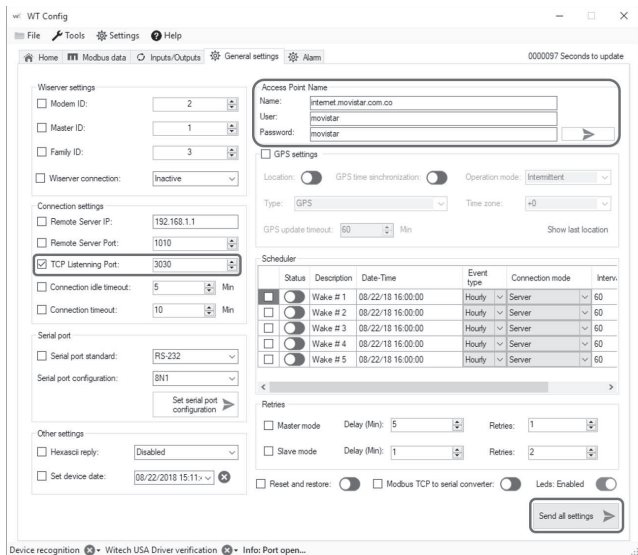 WT Config
File Tools Settings Help
Home Modbus data Inputs/Outputs General settings Alarm 0000097 Seconds to update
Wiserver settings
Modem ID: 2
Master ID: 1
Family ID: 3
Wiserver connection: Inactive
Connection settings
Remote Server IP: 192.168.1.1
Remote Server Port: 1010
TCP Listenning Port: 3030
Connection idle timeout: 5 Min
Connection timeout: 10 Min
Serial port
Serial port standard: RS-232
Serial port configuration: 8N1
Set serial port
configuration
Other settings
Hexascii reply: Disabled
Set device date: 08/22/2018 15:11:
Access Point Name
Name: internet.movistar.com.co
User: movistar
Password: movistar
GPS settings
Location: GPS time sinchronization: Operation mode: Intermittent
Type: GPS Time zone: +0
GPS update timeout: 60 Min Show last location
Scheduler
Status Description Date-Time Event type Connection mode Interv
Wake # 1 08/22/18 16:00:00 Hourly Server 60
Wake # 2 08/22/18 16:00:00 Hourly Server 60
Wake # 3 08/22/18 16:00:00 Hourly Server 60
Wake # 4 08/22/18 16:00:00 Hourly Server 60
Wake # 5 08/22/18 16:00:00 Hourly Server 60
Retries
Master mode Delay (Min): 5 Retries: 1
Slave mode Delay (Min): 1 Retries: 2
Reset and restore: Modbus TCP to serial converter: Leds: Enabled
Send all settings
Device recognition Witech USA Driver verification Info: Port open...